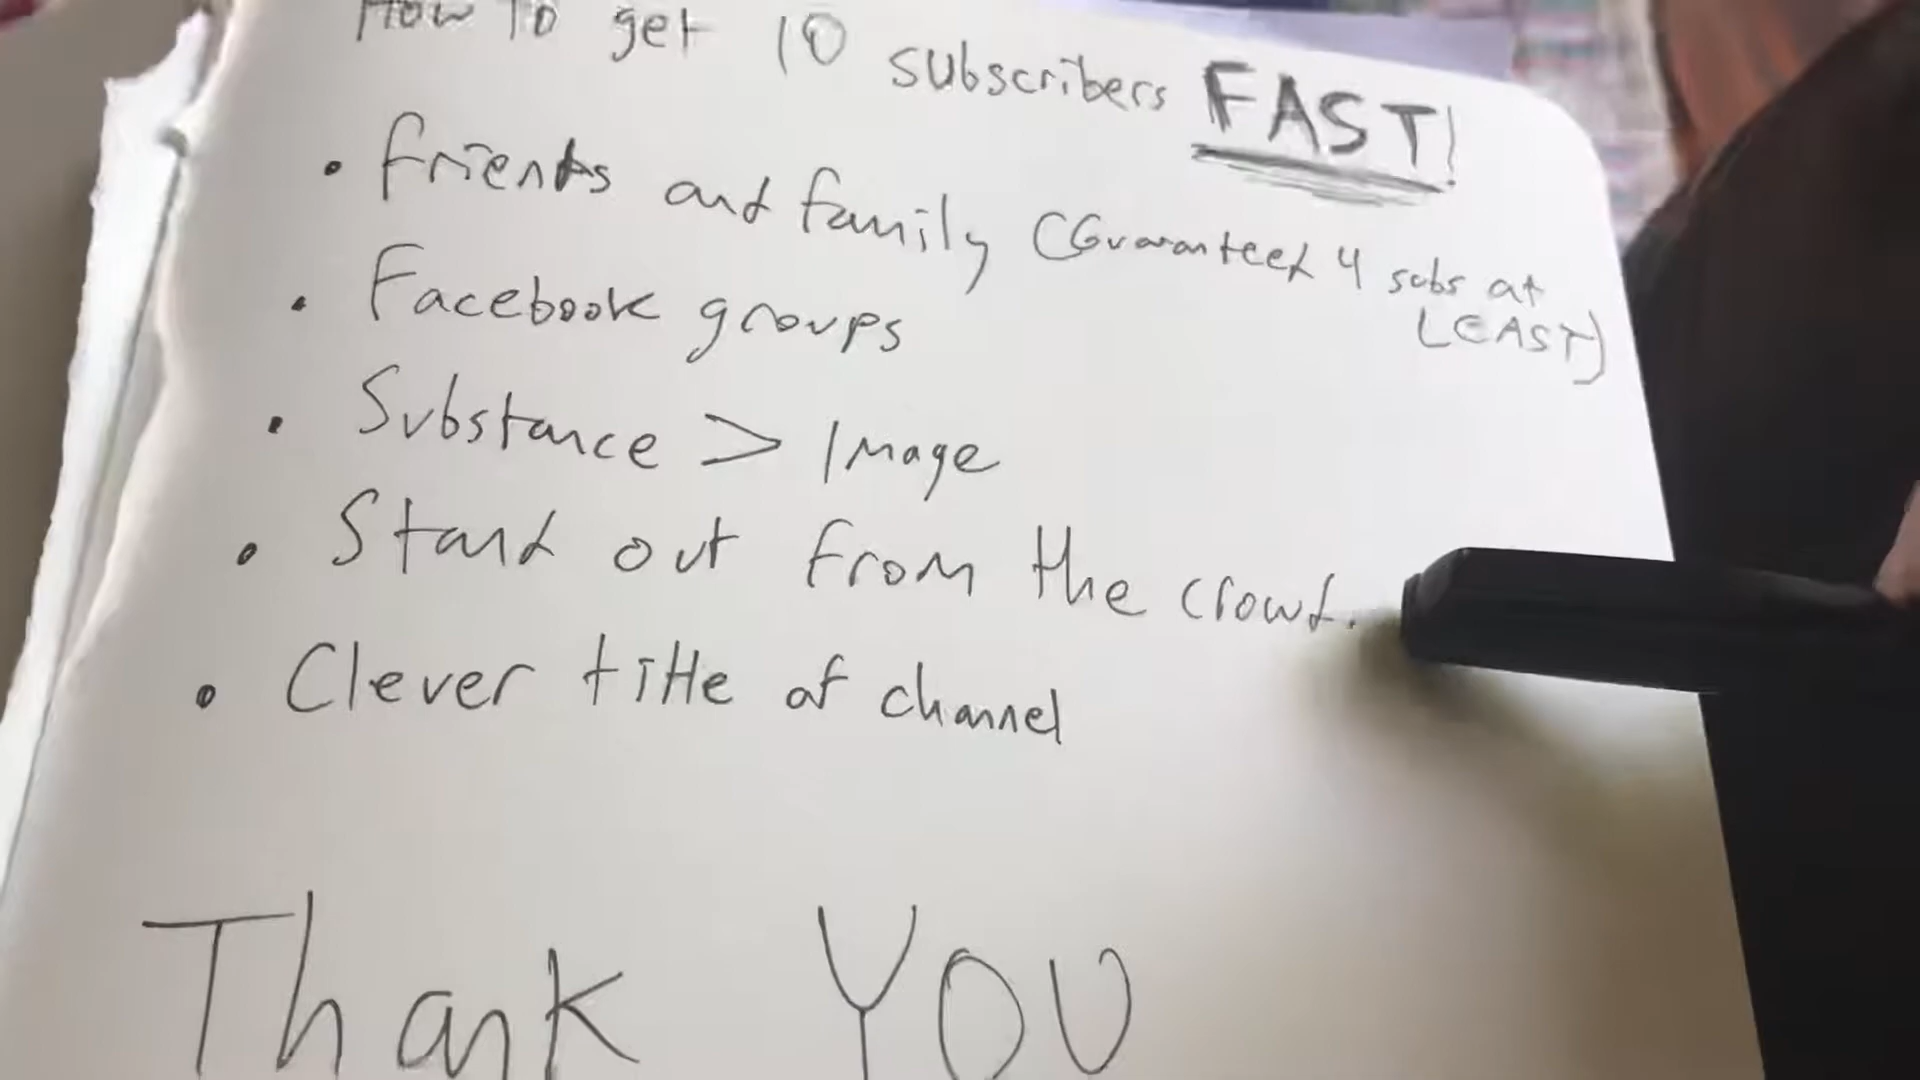 How To get 10 subscribers FAST!
• friends and family (Guaranteed 4 subs at
LEAST)
• Facebook groups
• Substance > Image
• Stand out from the crowd.
• Clever title of channel
Thank YOU